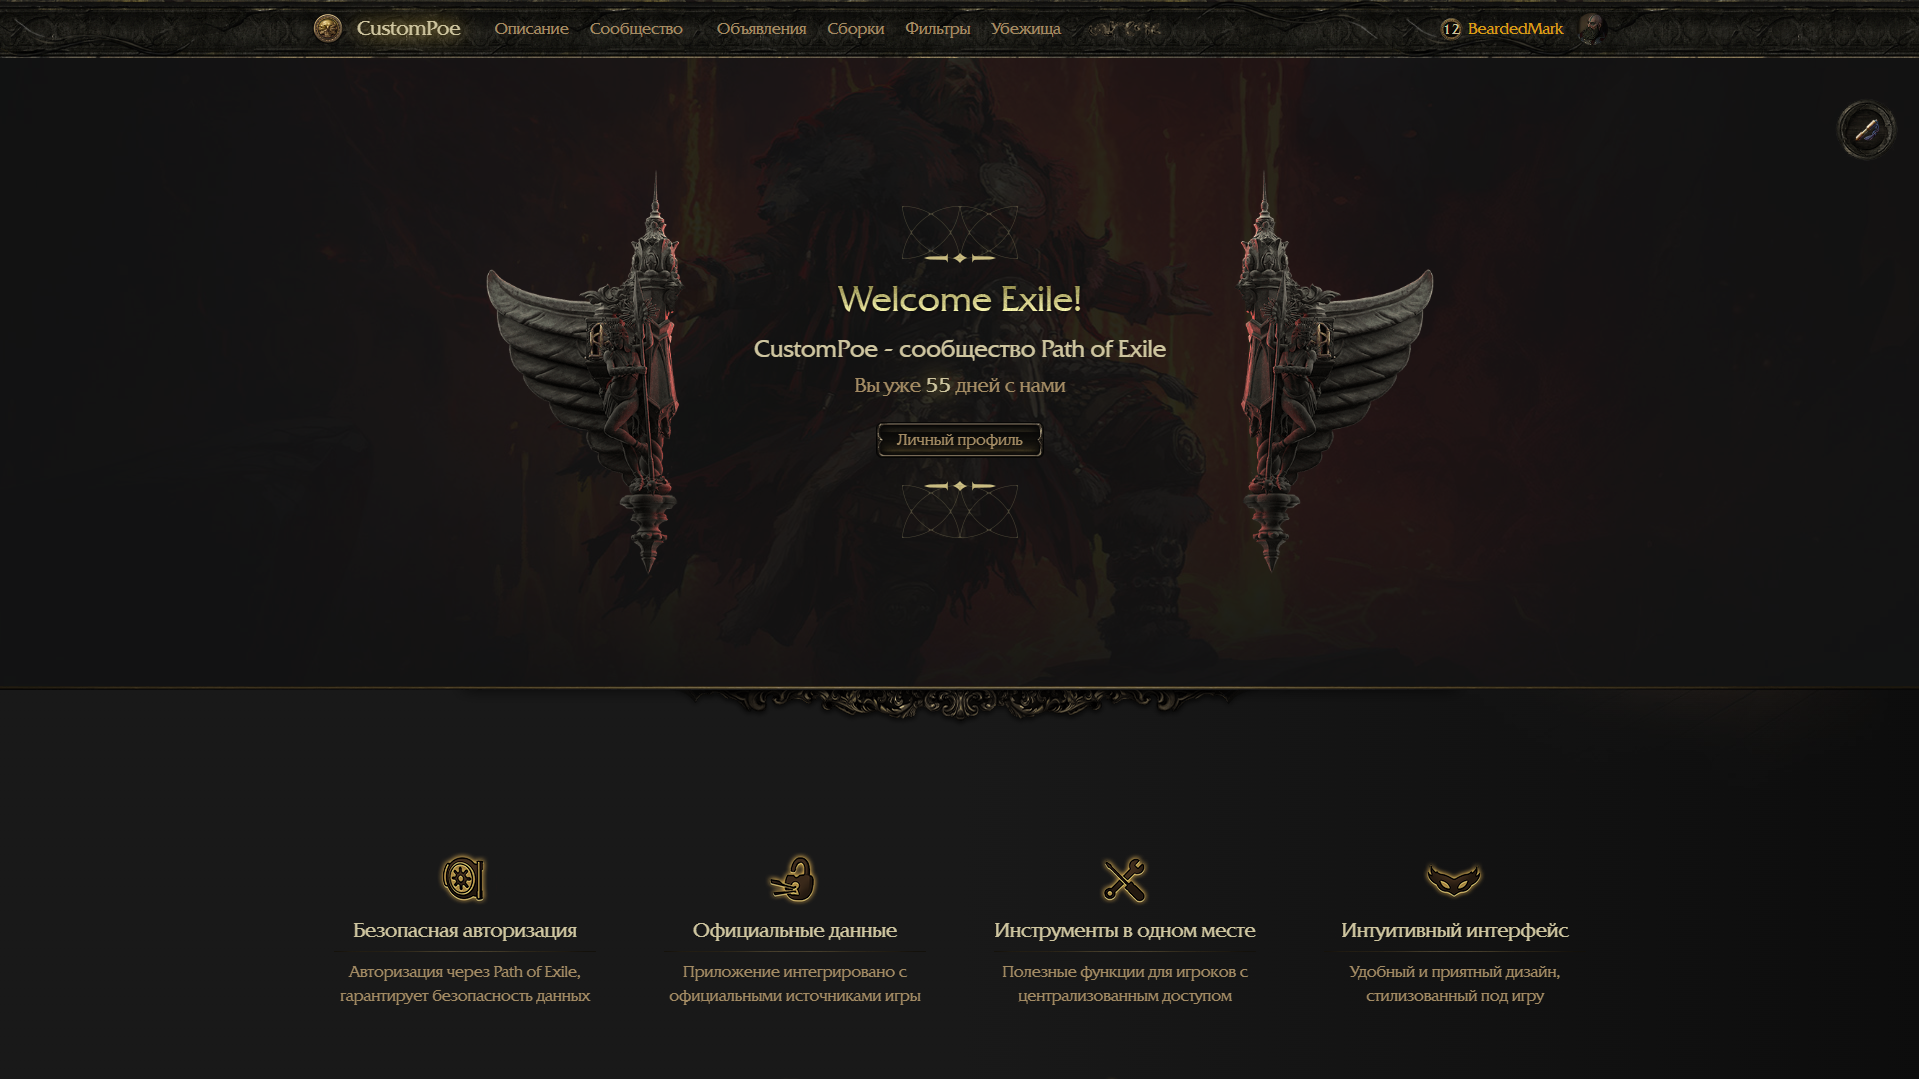 CustomPoe Описание Сообщество Объявления Сборки Фильтры Убежища 12 BeardedMark
Welcome Exile!
CustomPoe - сообщество Path of Exile
Вы уже 55 дней с нами
Личный профиль
Безопасная авторизация
Авторизация через Path of Exile,
гарантирует безопасность данных
Официальные данные
Приложение интегрировано с
официальными источниками игры
Инструменты в одном месте
Полезные функции для игроков с
централизованным доступом
Интуитивный интерфейс
Удобный и приятный дизайн,
стилизованный под игру